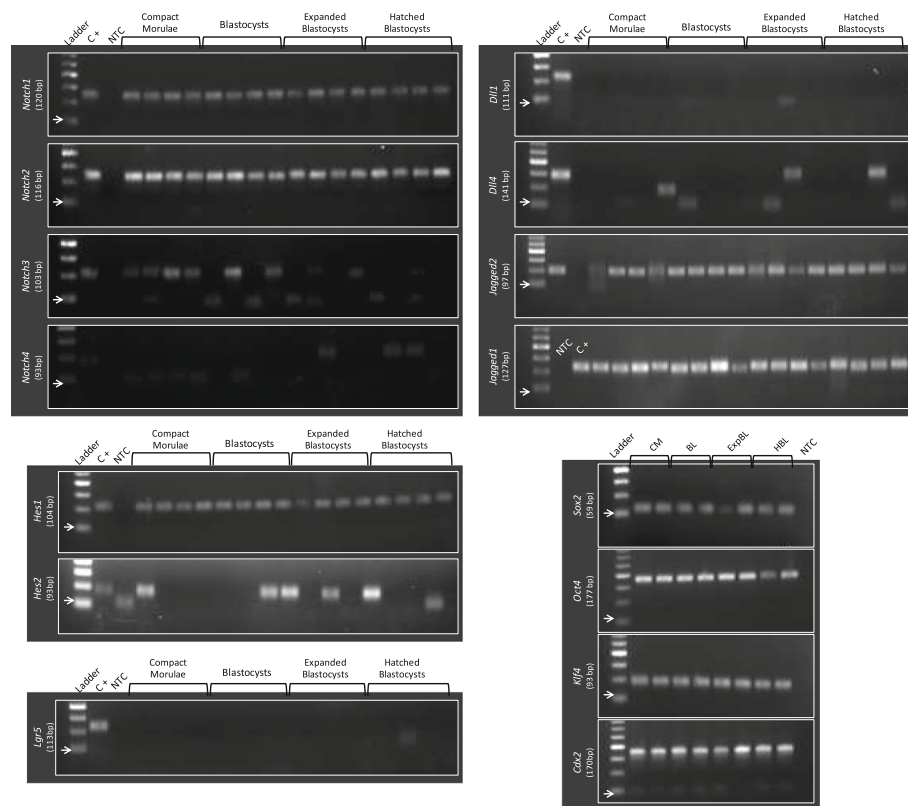 Ladder
C +
NTC
Compact
Morulae
Blastocysts
Expanded
Blastocysts
Hatched
Blastocysts
Notch1
(120 bp)
Notch2
(116 bp)
Notch3
(103 bp)
Notch4
(93bp)
Ladder
C +
NTC
Compact
Morulae
Blastocysts
Expanded
Blastocysts
Hatched
Blastocysts
Dll1
(111 bp)
Dll4
(141 bp)
Jagged2
(97 bp)
NTC
C +
Jagged1
(127bp)
Ladder
C +
NTC
Compact
Morulae
Blastocysts
Expanded
Blastocysts
Hatched
Blastocysts
Hes1
(104 bp)
Hes2
(93bp)
Ladder
C +
NTC
Compact
Morulae
Blastocysts
Expanded
Blastocysts
Hatched
Blastocysts
Lgr5
(113bp)
Ladder
CM
BL
ExpBL
HBL
NTC
Sox2
(59 bp)
Oct4
(177 bp)
Klf4
(93 bp)
Cdx2
(170bp)